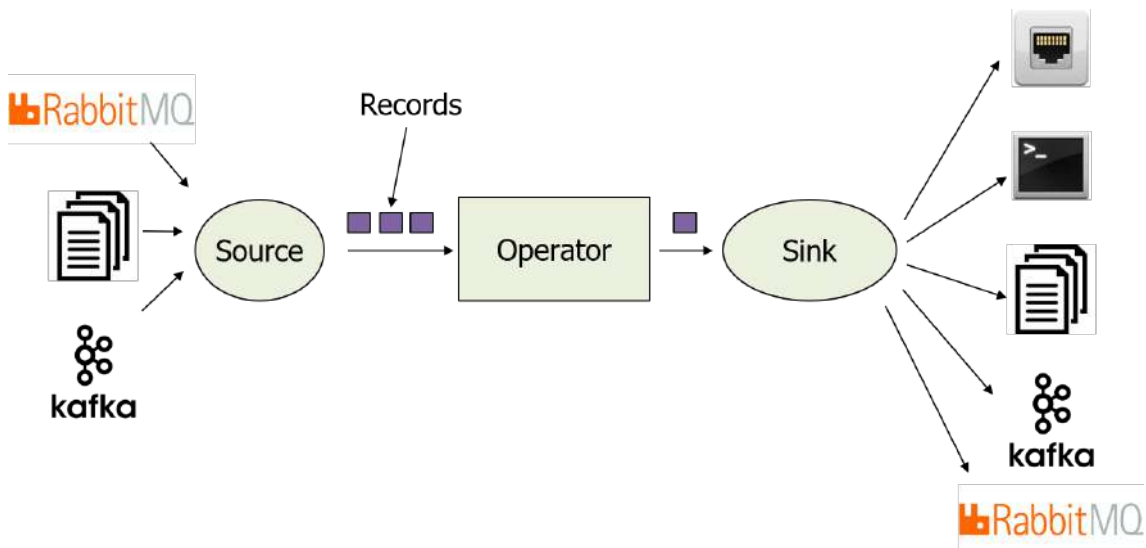 RabbitMQ
Records
Source
Operator
Sink
>_
kafka
kafka
RabbitMQ